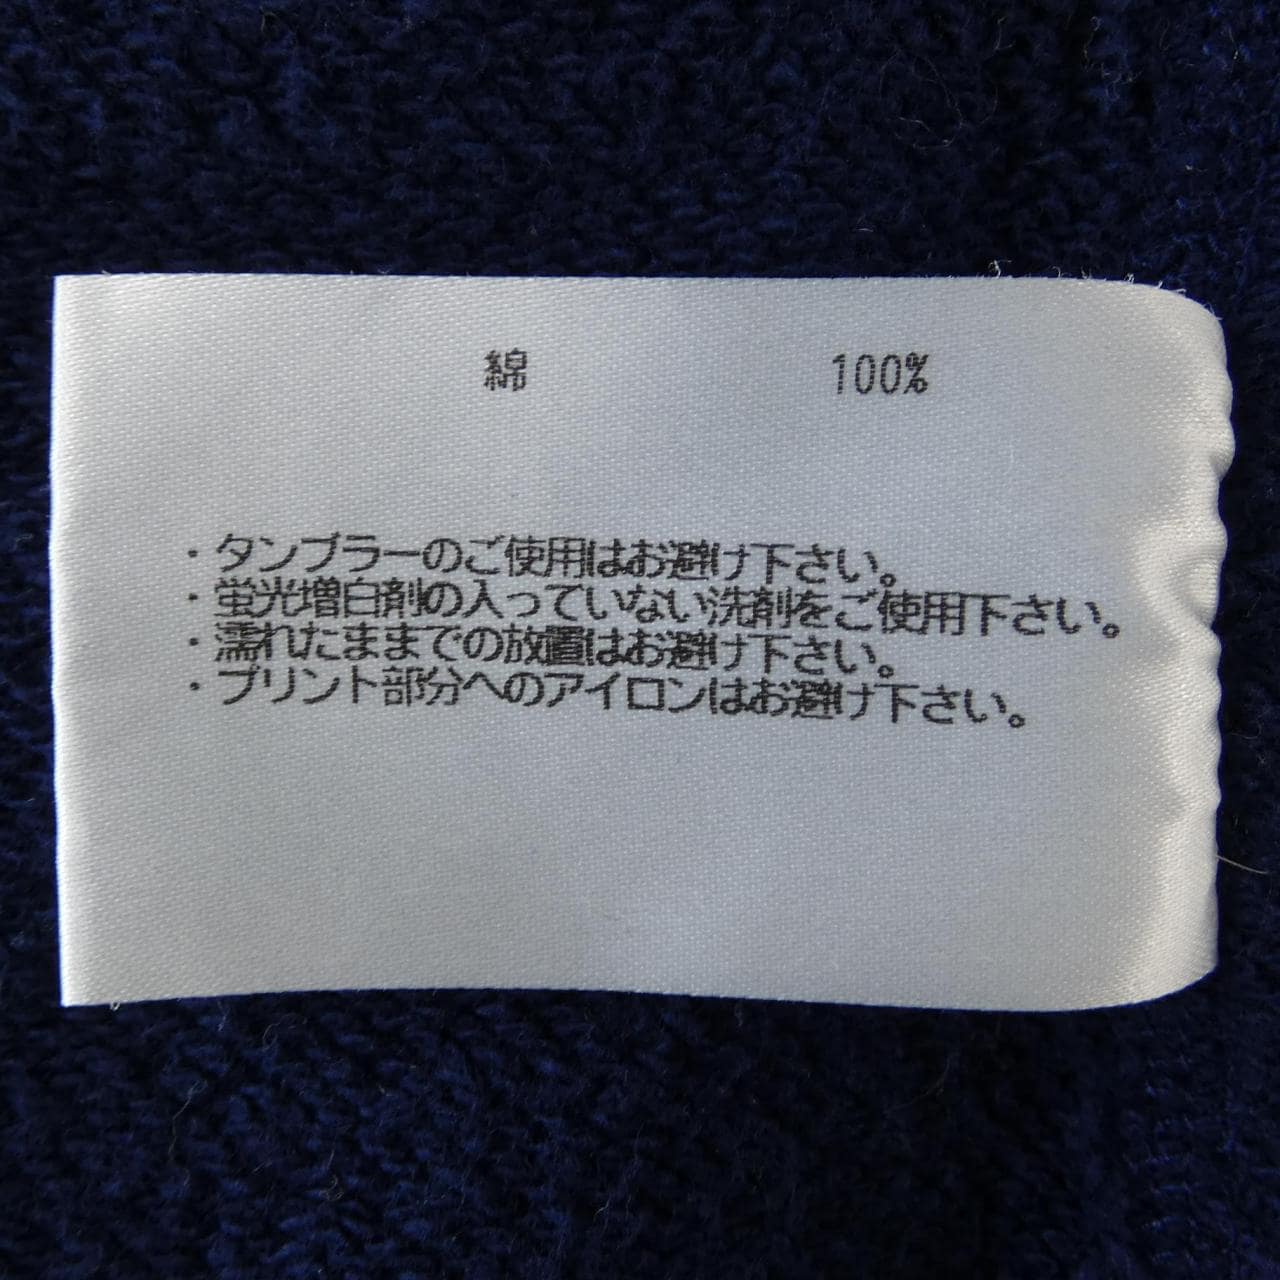 綿 100%
・タンブラーのご使用はお避け下さい。
・蛍光増白剤の入っていない洗剤をご使用下さい。
・濡れたままでの放置はお避け下さい。
・プリント部分へのアイロンはお避け下さい。